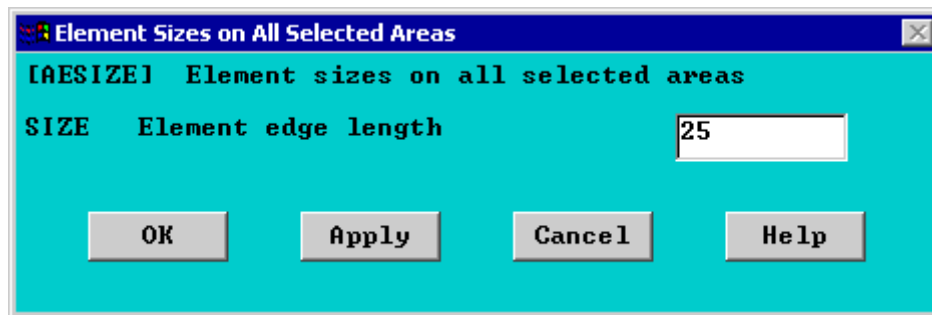 Element Sizes on All Selected Areas
[AESIZE] Element sizes on all selected areas
SIZE Element edge length 25
OK Apply Cancel Help